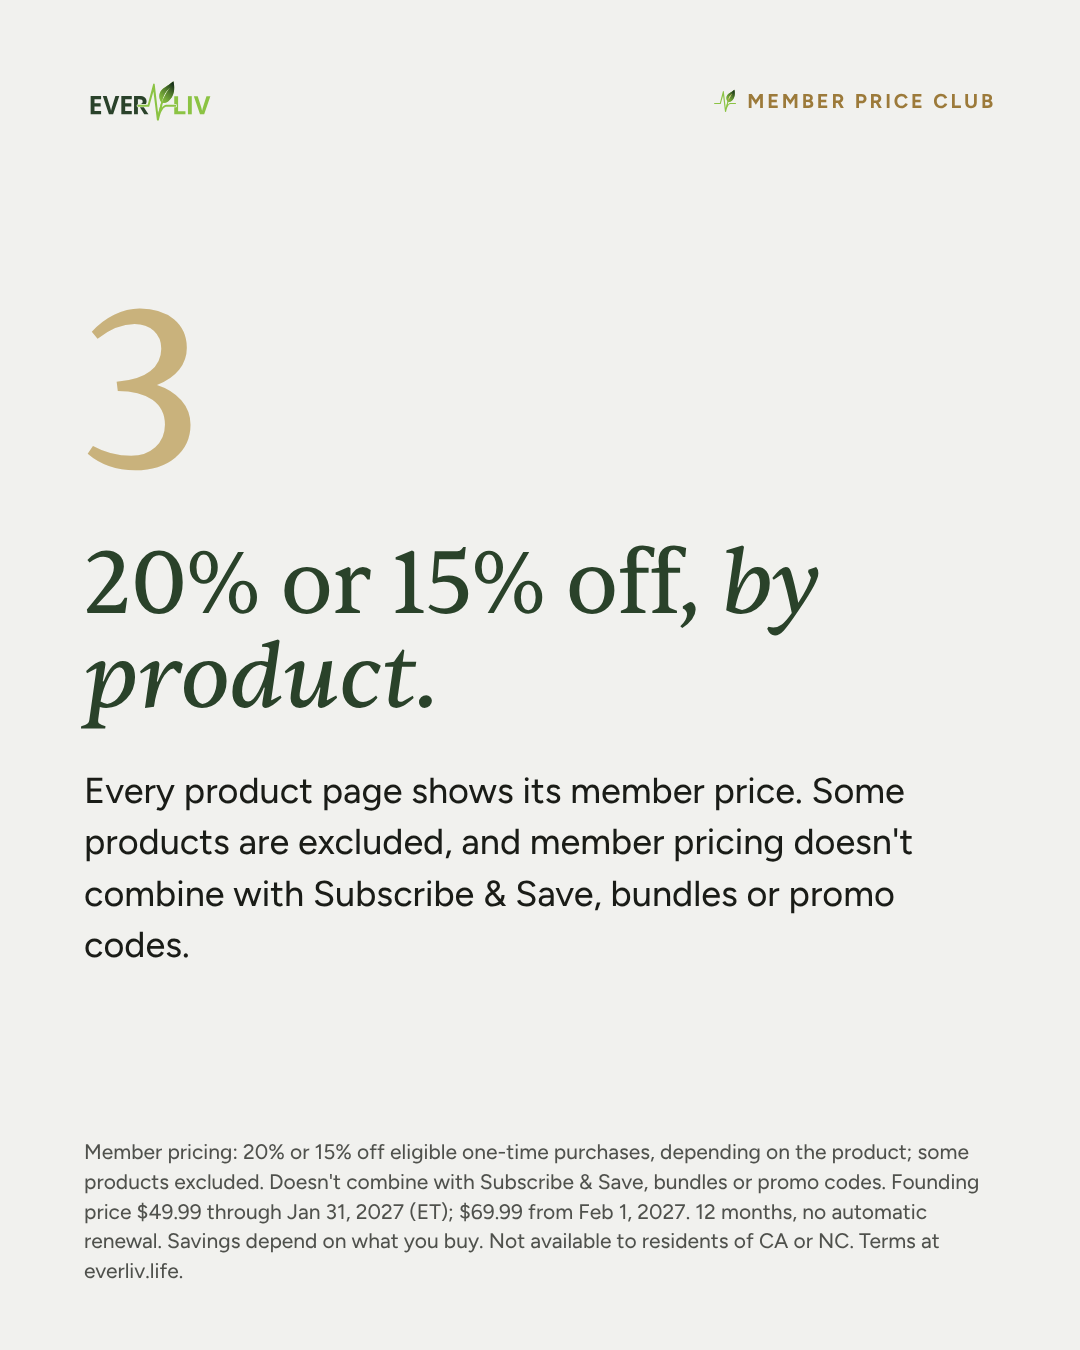 EVERLIV
MEMBER PRICE CLUB
3
20% or 15% off, by
product.
Every product page shows its member price. Some
products are excluded, and member pricing doesn't
combine with Subscribe & Save, bundles or promo
codes.
Member pricing: 20% or 15% off eligible one-time purchases, depending on the product; some
products excluded. Doesn't combine with Subscribe & Save, bundles or promo codes. Founding
price $49.99 through Jan 31, 2027 (ET); $69.99 from Feb 1, 2027. 12 months, no automatic
renewal. Savings depend on what you buy. Not available to residents of CA or NC. Terms at
everliv.life.